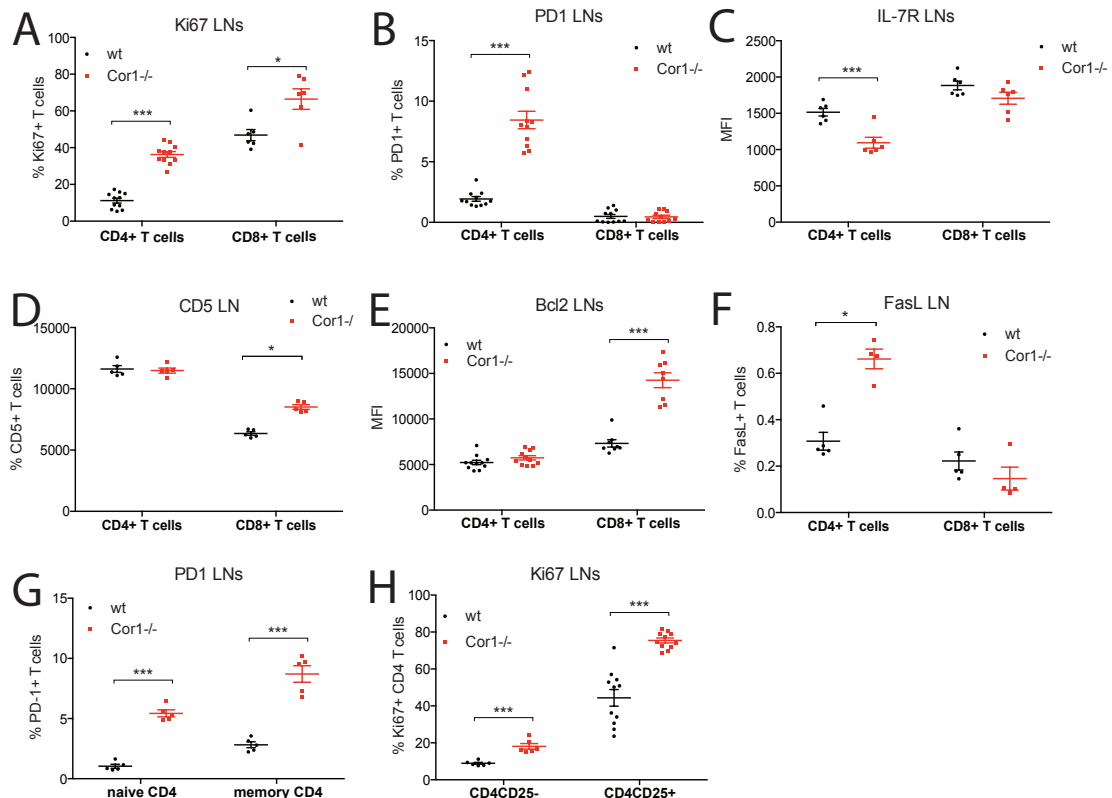 A
Ki67 LNs
wt
Cor1-/-
% Ki67+ T cells
100
80
60
40
20
0
***
*
CD4+ T cells
CD8+ T cells
B
PD1 LNs
wt
Cor1-/-
% PD1+ T cells
15
10
5
0
***
CD4+ T cells
CD8+ T cells
C
IL-7R LNs
wt
Cor1-/-
MFI
2500
2000
1500
1000
500
0
***
CD4+ T cells
CD8+ T cells
D
CD5 LN
wt
Cor1-/
% CD5+ T cells
15000
10000
5000
0
*
CD4+ T cells
CD8+ T cells
E
Bcl2 LNs
wt
Cor1-/-
MFI
20000
15000
10000
5000
0
***
CD4+ T cells
CD8+ T cells
F
FasL LN
wt
Cor1-/-
% FasL+ T cells
0.8
0.6
0.4
0.2
0.0
*
CD4+ T cells
CD8+ T cells
G
PD1 LNs
wt
Cor1-/-
% PD-1+ T cells
15
10
5
0
***
***
naive CD4
memory CD4
H
Ki67 LNs
wt
Cor1-/-
% Ki67+ CD4 T cells
100
80
60
40
20
0
***
***
CD4CD25-
CD4CD25+